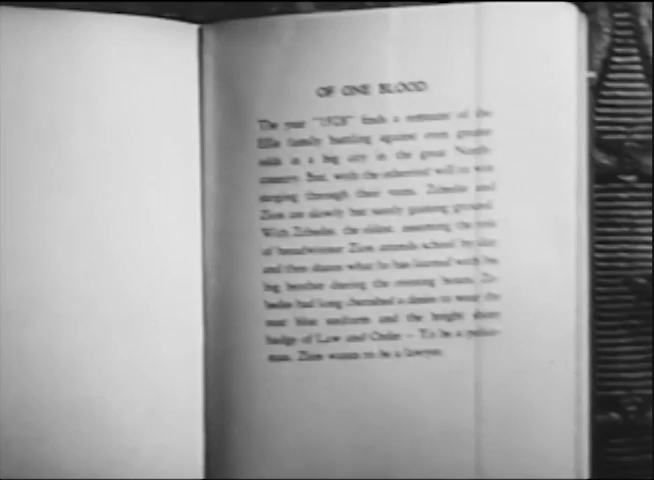 OF ONE BLOOD
The year "1928" finds a remnant of the
Ellis family battling against even greater
odds in a big city in the great North-
country. But, with the inherited will to win
surging through their veins, Zebedee and
Zion are slowly but surely gaining ground.
With Zebedee, the eldest, assuming the role
of breadwinner Zion attends school by day
and then shares what he has learned with his
big brother during the evening hours. Ze-
bedee had long cherished a desire to wear the
neat blue uniform and the bright silver
badge of Law and Order — To be a police-
man. Zion wants to be a lawyer.